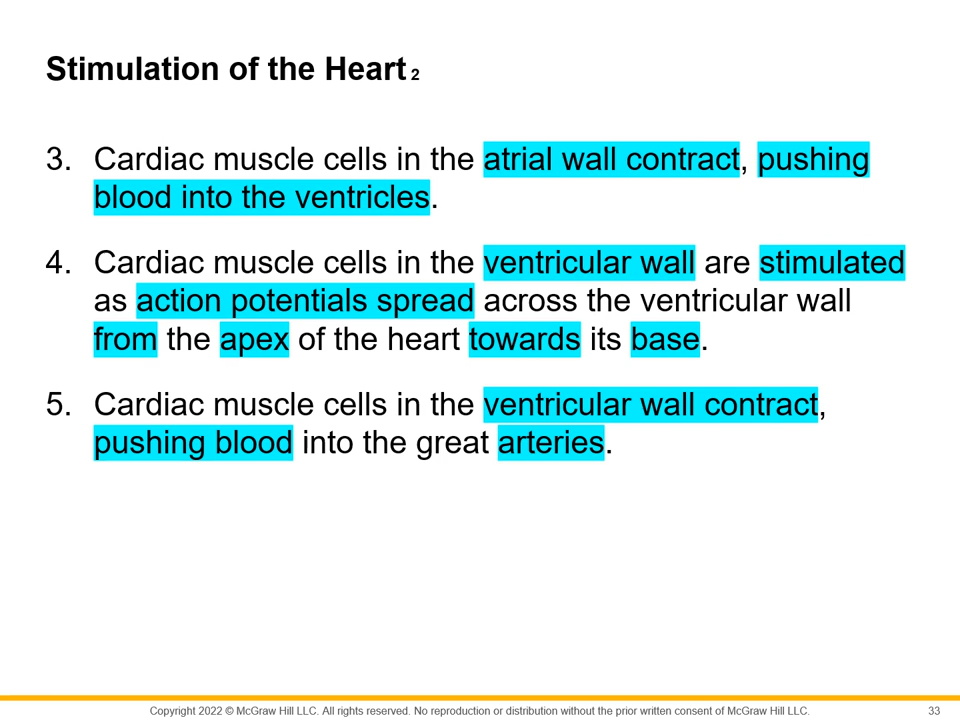 Stimulation of the Heart 2
3. Cardiac muscle cells in the atrial wall contract, pushing
blood into the ventricles.
4. Cardiac muscle cells in the ventricular wall are stimulated
as action potentials spread across the ventricular wall
from the apex of the heart towards its base.
5. Cardiac muscle cells in the ventricular wall contract,
pushing blood into the great arteries.
Copyright 2022 © McGraw Hill LLC. All rights reserved. No reproduction or distribution without the prior written consent of McGraw Hill LLC.
33